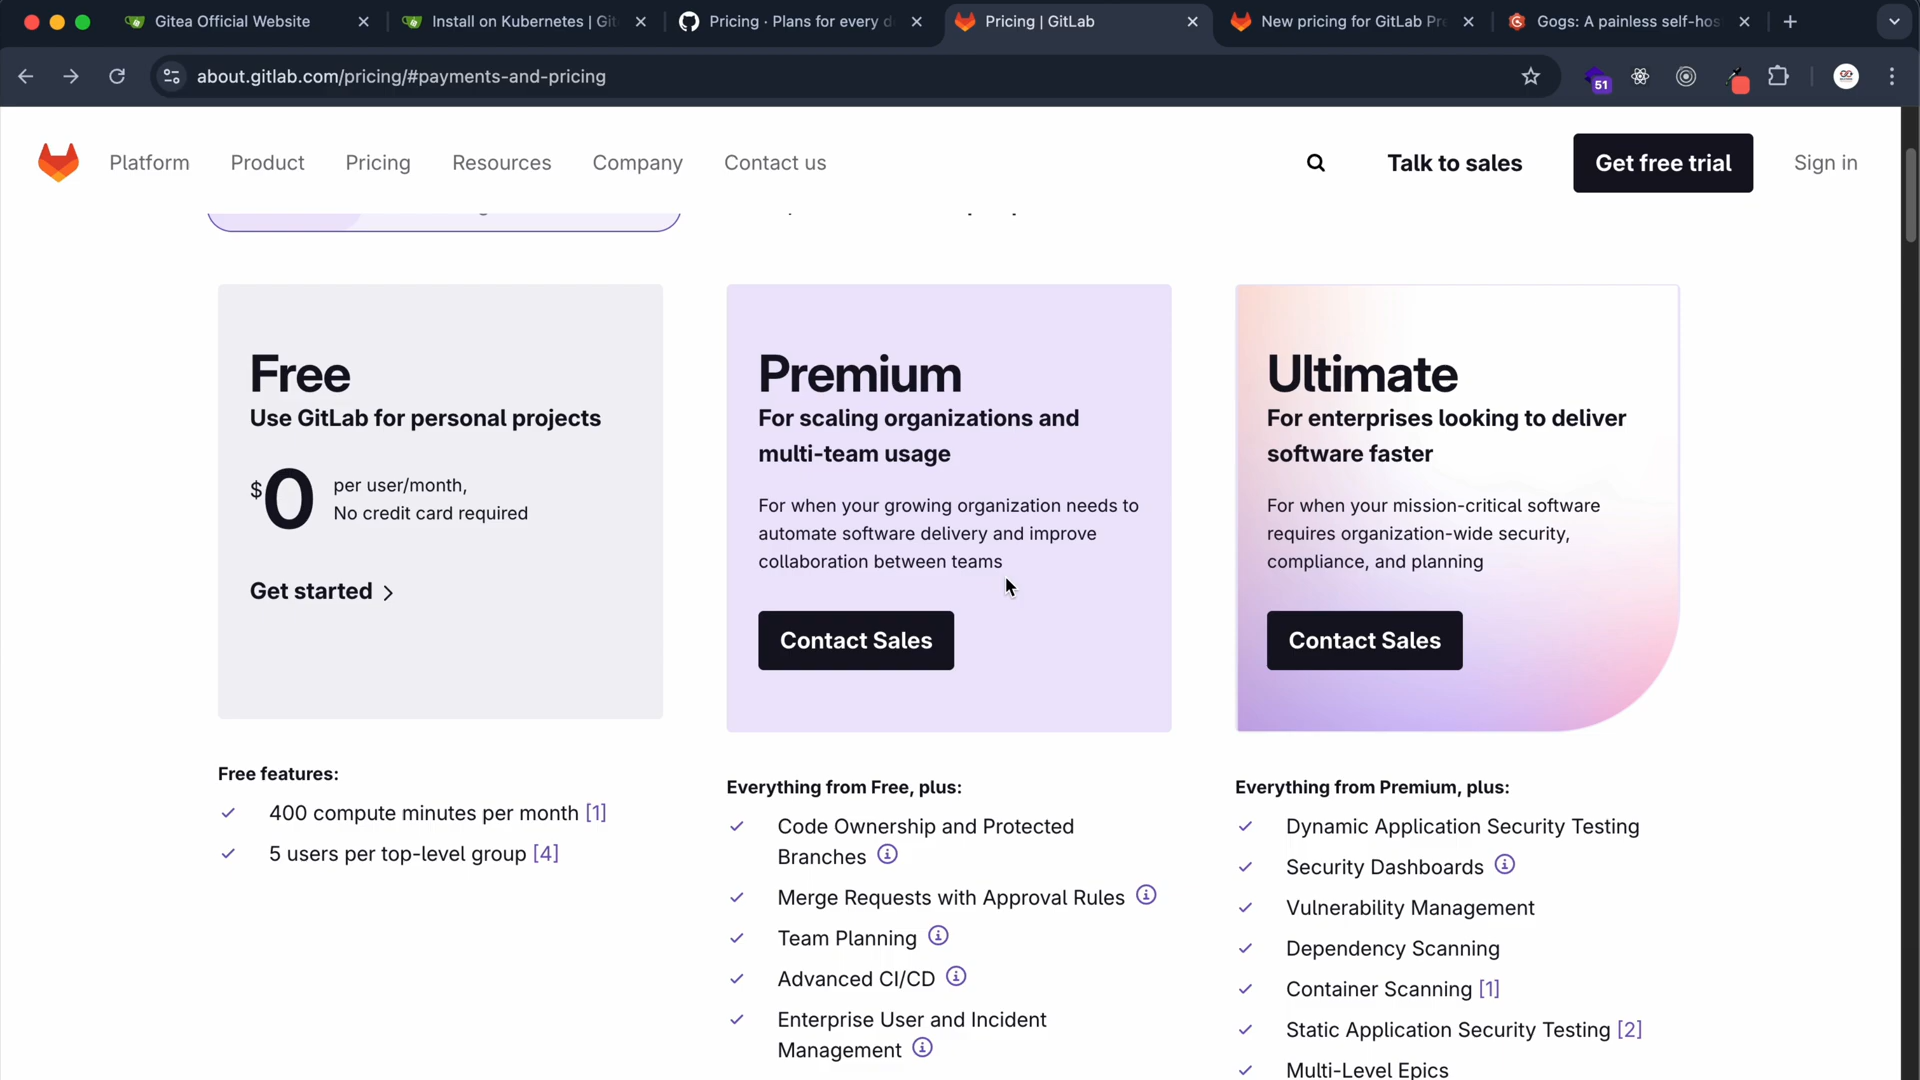 Gitea Official Website
Install on Kubernetes | Git
Pricing · Plans for every d
Pricing | GitLab
New pricing for GitLab Pre
Gogs: A painless self-hos
about.gitlab.com/pricing/#payments-and-pricing
51
Platform
Product
Pricing
Resources
Company
Contact us
Talk to sales
Get free trial
Sign in
Free
Use GitLab for personal projects
$0
per user/month,
No credit card required
Get started
Free features:
400 compute minutes per month [1]
5 users per top-level group [4]
Premium
For scaling organizations and
multi-team usage
For when your growing organization needs to
automate software delivery and improve
collaboration between teams
Contact Sales
Everything from Free, plus:
Code Ownership and Protected
Branches
Merge Requests with Approval Rules
Team Planning
Advanced CI/CD
Enterprise User and Incident
Management
Ultimate
For enterprises looking to deliver
software faster
For when your mission-critical software
requires organization-wide security,
compliance, and planning
Contact Sales
Everything from Premium, plus:
Dynamic Application Security Testing
Security Dashboards
Vulnerability Management
Dependency Scanning
Container Scanning [1]
Static Application Security Testing [2]
Multi-Level Epics